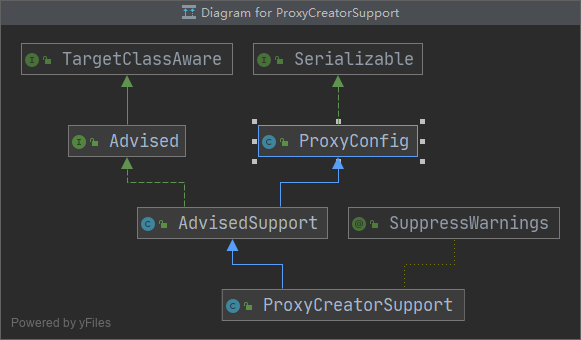 Diagram for ProxyCreatorSupport
I TargetClassAware
I Serializable
I Advised
C ProxyConfig
C AdvisedSupport
@ SuppressWarnings
C ProxyCreatorSupport
Powered by yFiles